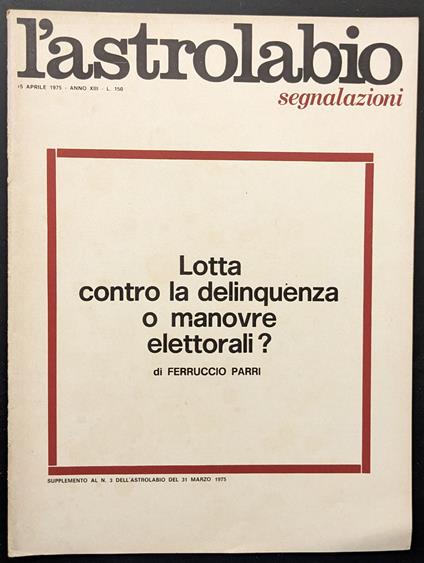 l'astrolabio
segnalazioni
15 APRILE 1975 - ANNO XIII - L. 150
Lotta
contro la delinquenza
o manovre
elettorali?
di FERRUCCIO PARRI
SUPPLEMENTO AL N. 3 DELL'ASTROLABIO DEL 31 MARZO 1975